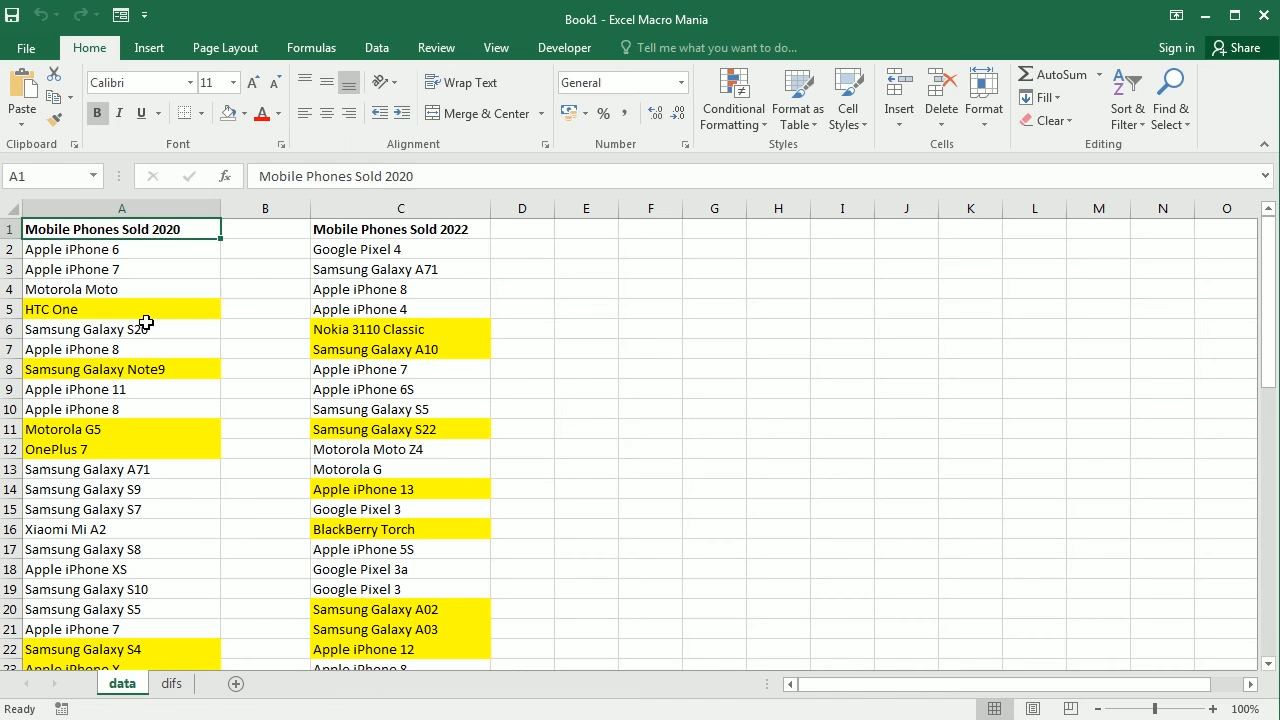 Book1 - Excel Macro Mania
File Home Insert Page Layout Formulas Data Review View Developer Tell me what you want to do... Sign in Share
Paste
Calibri 11
B I U A A A
Wrap Text
Merge & Center
General
% ,
Conditional Formatting
Format as Table
Cell Styles
Insert
Delete
Format
AutoSum
Fill
Clear
Sort & Filter
Find & Select
Clipboard Font Alignment Number Styles Cells Editing
A1 fx Mobile Phones Sold 2020
A B C D E F G H I J K L M N O
1 Mobile Phones Sold 2020 Mobile Phones Sold 2022
2 Apple iPhone 6 Google Pixel 4
3 Apple iPhone 7 Samsung Galaxy A71
4 Motorola Moto Apple iPhone 8
5 HTC One Apple iPhone 4
6 Samsung Galaxy S20 Nokia 3110 Classic
7 Apple iPhone 8 Samsung Galaxy A10
8 Samsung Galaxy Note9 Apple iPhone 7
9 Apple iPhone 11 Apple iPhone 6S
10 Apple iPhone 8 Samsung Galaxy S5
11 Motorola G5 Samsung Galaxy S22
12 OnePlus 7 Motorola Moto Z4
13 Samsung Galaxy A71 Motorola G
14 Samsung Galaxy S9 Apple iPhone 13
15 Samsung Galaxy S7 Google Pixel 3
16 Xiaomi Mi A2 BlackBerry Torch
17 Samsung Galaxy S8 Apple iPhone 5S
18 Apple iPhone XS Google Pixel 3a
19 Samsung Galaxy S10 Google Pixel 3
20 Samsung Galaxy S5 Samsung Galaxy A02
21 Apple iPhone 7 Samsung Galaxy A03
22 Samsung Galaxy S4 Apple iPhone 12
23 Apple iPhone X Apple iPhone 8
data difs
Ready 100%